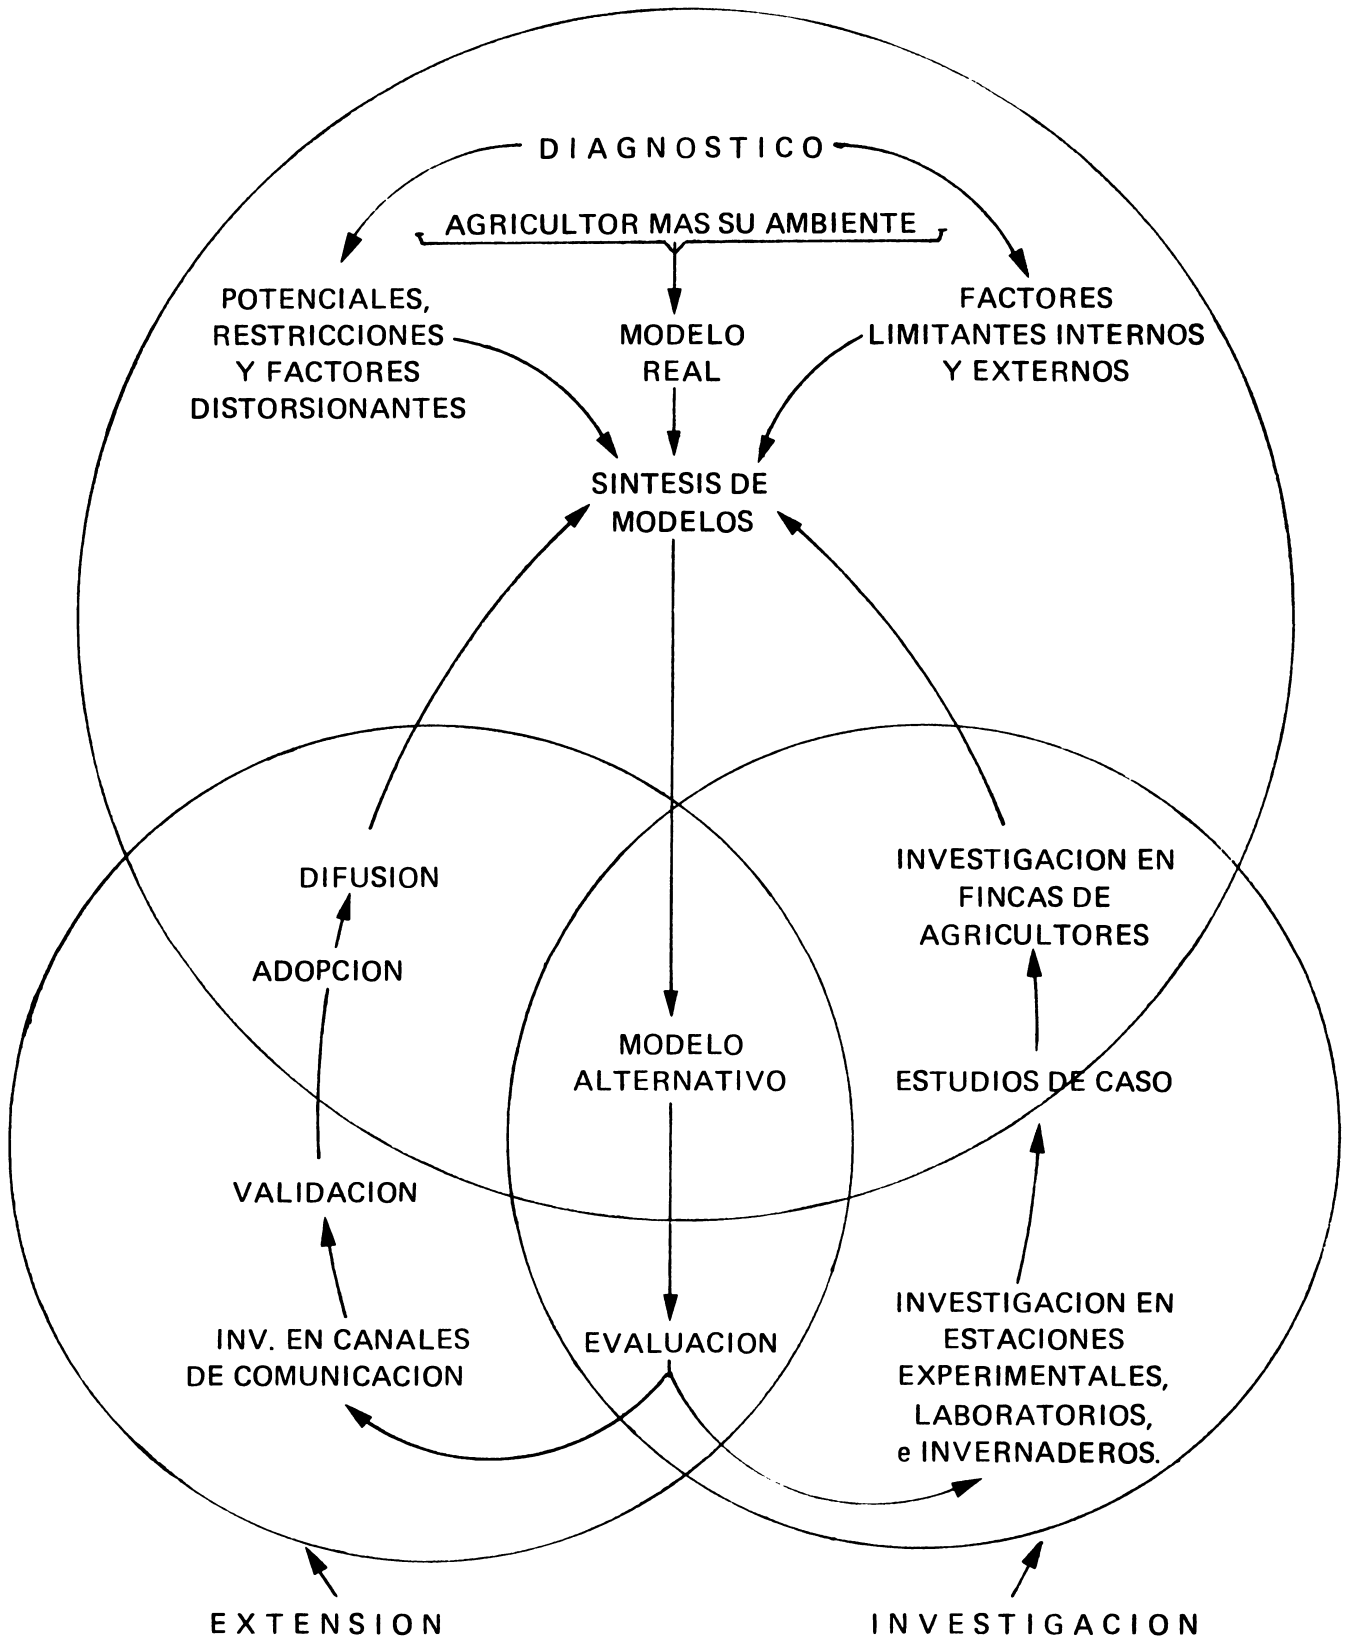 DIAGNOSTICO
AGRICULTOR MAS SU AMBIENTE
POTENCIALES,
RESTRICCIONES
Y FACTORES
DISTORSIONANTES
MODELO
REAL
FACTORES
LIMITANTES INTERNOS
Y EXTERNOS
SINTESIS DE
MODELOS
DIFUSION
ADOPCION
VALIDACION
INV. EN CANALES
DE COMUNICACION
MODELO
ALTERNATIVO
EVALUACION
INVESTIGACION EN
FINCAS DE
AGRICULTORES
ESTUDIOS DE CASO
INVESTIGACION EN
ESTACIONES
EXPERIMENTALES,
LABORATORIOS,
e INVERNADEROS.
EXTENSION
INVESTIGACION